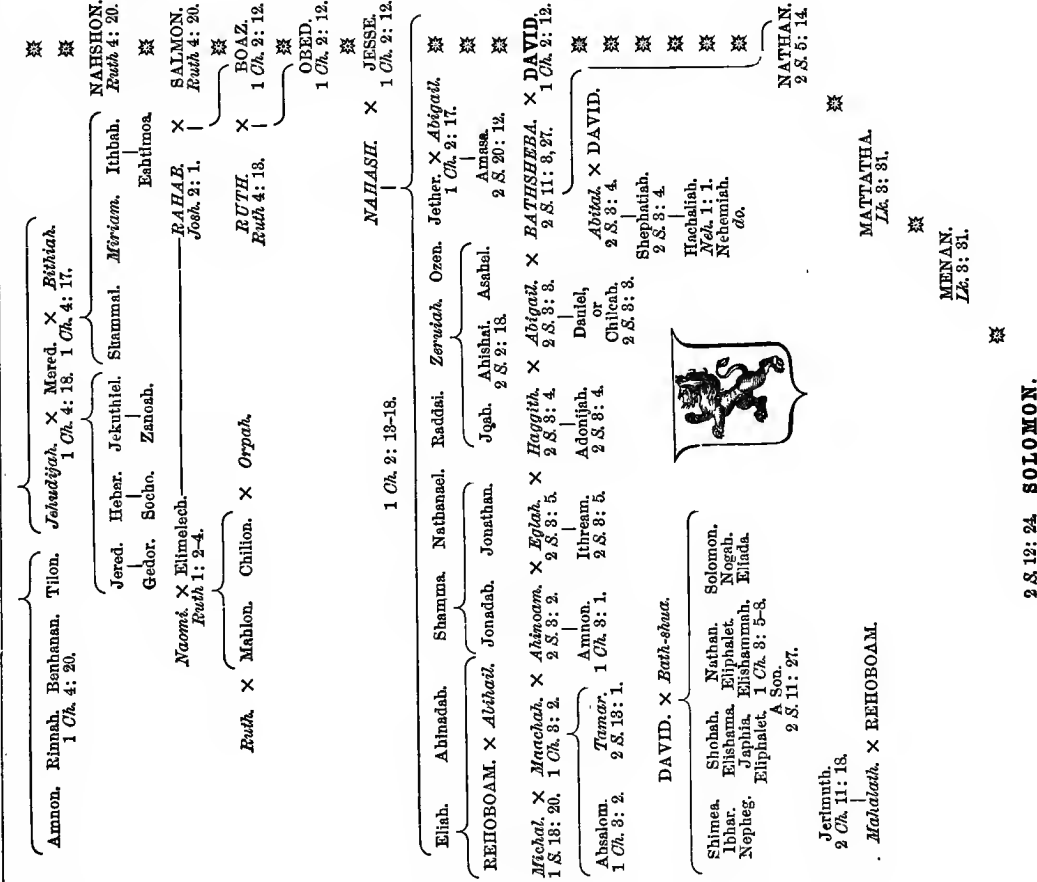 Jehudijah. × Mered. × Bithiah.
1 Ch. 4: 18. 1 Ch. 4: 17.
Amnon. Rinnah. Benhanan. Tilon.
1 Ch. 4: 20.
Shammai. Miriam. Ithbah.
NAHSHON.
Ruth 4: 20.
Jered. Heber. Jekuthiel.
Gedor. Socho. Zanoah.
Eshtimoa.
Naomi. × Elimelech.
Ruth 1: 2-4.
RAHAB. × SALMON.
Josh. 2: 1. Ruth 4: 20.
Ruth. × Mahlon. Chilion. × Orpah.
RUTH. × BOAZ.
Ruth 4: 13. 1 Ch. 2: 12.
OBED.
1 Ch. 2: 12.
NAHASH. × JESSE.
1 Ch. 2: 12.
1 Ch. 2: 13-18.
Eliab. Abinadab. Shamma. Nathanael. Raddai. Zeruiah. Ozen. Jether. × Abigail.
1 Ch. 2: 17.
REHOBOAM. × Abihail. Jonadab. Jonathan. Joab. Abishai. Asahel.
2 S. 2: 18.
Amasa.
2 S. 20: 12.
Michal. × Maachah. × Ahinoam. × Eglah. × Haggith. × Abigail. × BATHSHEBA. × DAVID.
1 S. 18: 20. 1 Ch. 3: 2. 2 S. 3: 2. 2 S. 3: 5. 2 S. 3: 4. 2 S. 3: 3. 2 S. 11: 3, 27. 1 Ch. 2: 12.
Absalom. Tamar. Amnon. Ithream. Adonijah. Daniel,
1 Ch. 3: 2. 2 S. 13: 1. 1 Ch. 3: 1. 2 S. 3: 5. 2 S. 3: 4. or
Chileab.
2 S. 3: 3.
Abital. × DAVID.
2 S. 3: 4.
Shephatiah.
2 S. 3: 4.
Hachaliah.
Neh. 1: 1.
Nehemiah.
do.
DAVID. × Bath-shua.
Shimea. Shobab. Nathan. Solomon.
Ibhar. Elishama. Eliphalet. Nogah.
Nepheg. Japhia. Elishammah. Eliada.
Eliphalet. 1 Ch. 3: 5-8.
A Son.
2 S. 11: 27.
NATHAN.
2 S. 5: 14.
Jerimuth.
2 Ch. 11: 18.
Mahalath. × REHOBOAM.
MATTATHA.
Lk. 3: 31.
MENAN.
Lk. 3: 31.
2 S. 12: 24. SOLOMON.